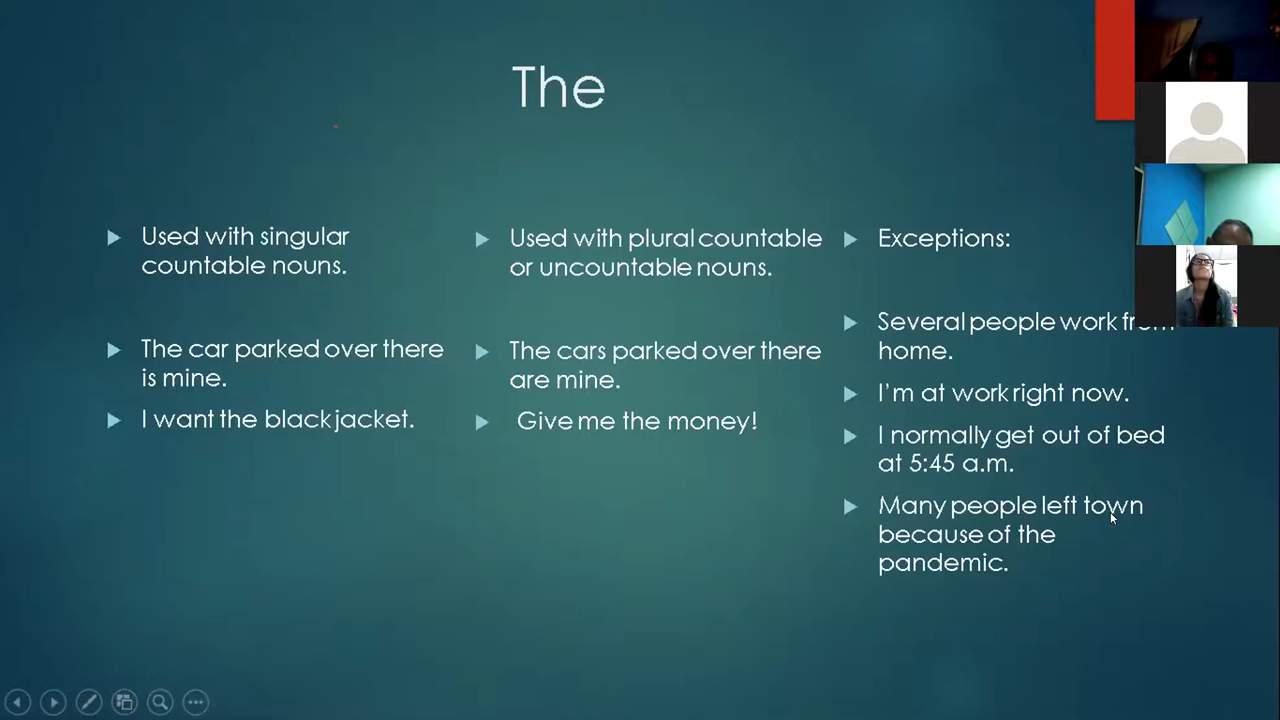 The
Used with singular
countable nouns.
The car parked over there
is mine.
I want the black jacket.
Used with plural countable
or uncountable nouns.
The cars parked over there
are mine.
Give me the money!
Exceptions:
Several people work from
home.
I'm at work right now.
I normally get out of bed
at 5:45 a.m.
Many people left town
because of the
pandemic.